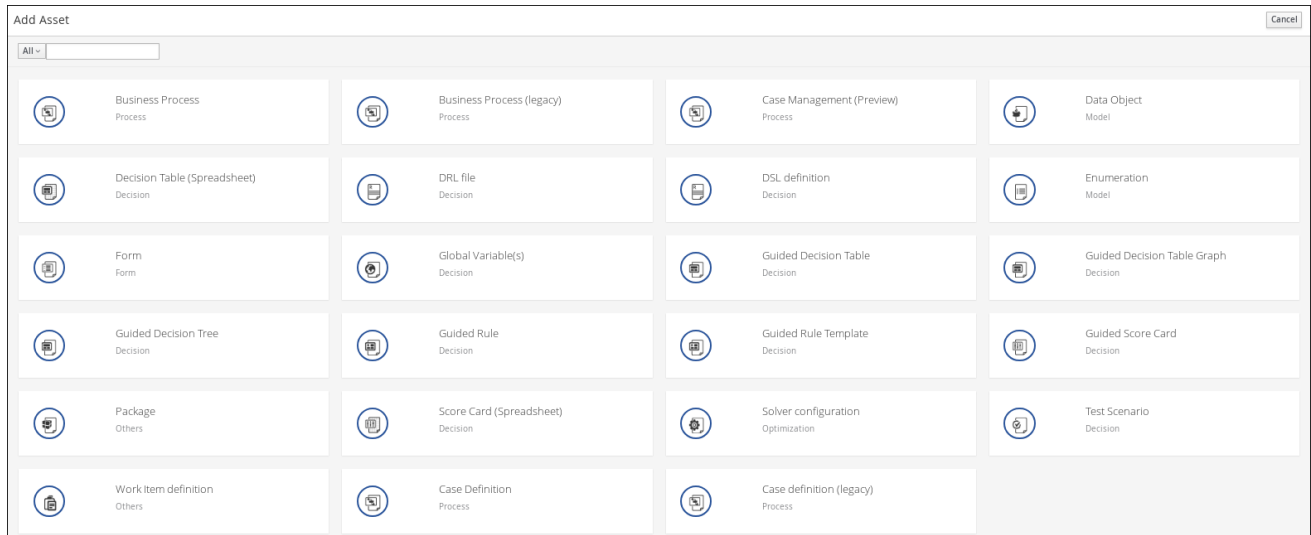 Add Asset
Cancel
All
Business Process
Process
Business Process (legacy)
Process
Case Management (Preview)
Process
Data Object
Model
Decision Table (Spreadsheet)
Decision
DRL file
Decision
DSL definition
Decision
Enumeration
Model
Form
Form
Global Variable(s)
Decision
Guided Decision Table
Decision
Guided Decision Table Graph
Decision
Guided Decision Tree
Decision
Guided Rule
Decision
Guided Rule Template
Decision
Guided Score Card
Decision
Package
Others
Score Card (Spreadsheet)
Decision
Solver configuration
Optimization
Test Scenario
Decision
Work Item definition
Others
Case Definition
Process
Case definition (legacy)
Process